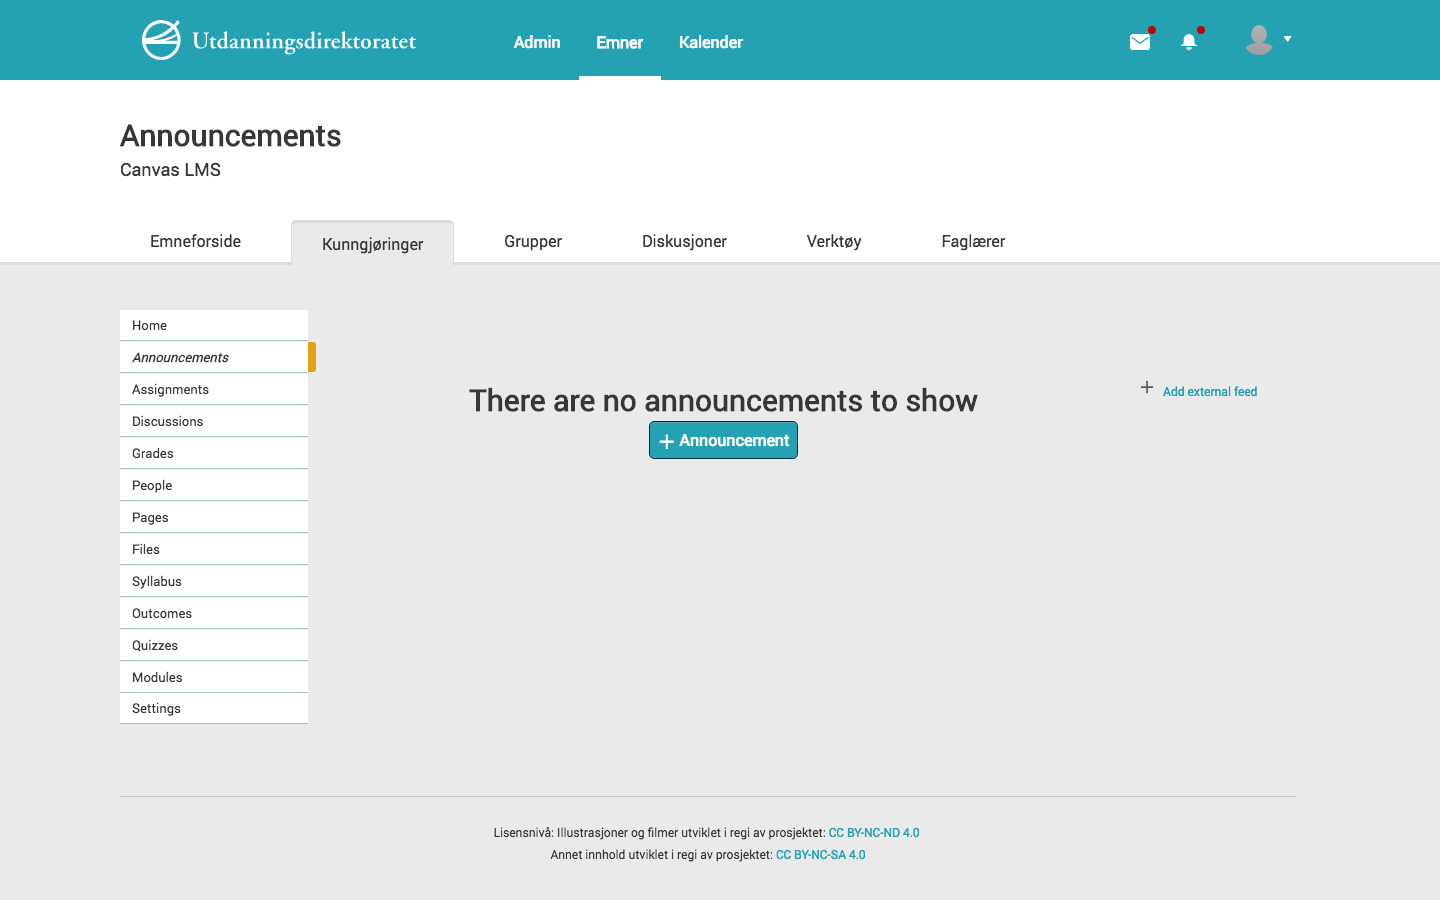 Utdanningsdirektoratet
Admin Emner Kalender
Announcements
Canvas LMS
Emneforside Kunngjøringer Grupper Diskusjoner Verktøy Faglærer
Home
Announcements
Assignments
Discussions
Grades
People
Pages
Files
Syllabus
Outcomes
Quizzes
Modules
Settings
There are no announcements to show
+ Announcement
+ Add external feed
Lisensnivå: Illustrasjoner og filmer utviklet i regi av prosjektet: CC BY-NC-ND 4.0
Annet innhold utviklet i regi av prosjektet: CC BY-NC-SA 4.0